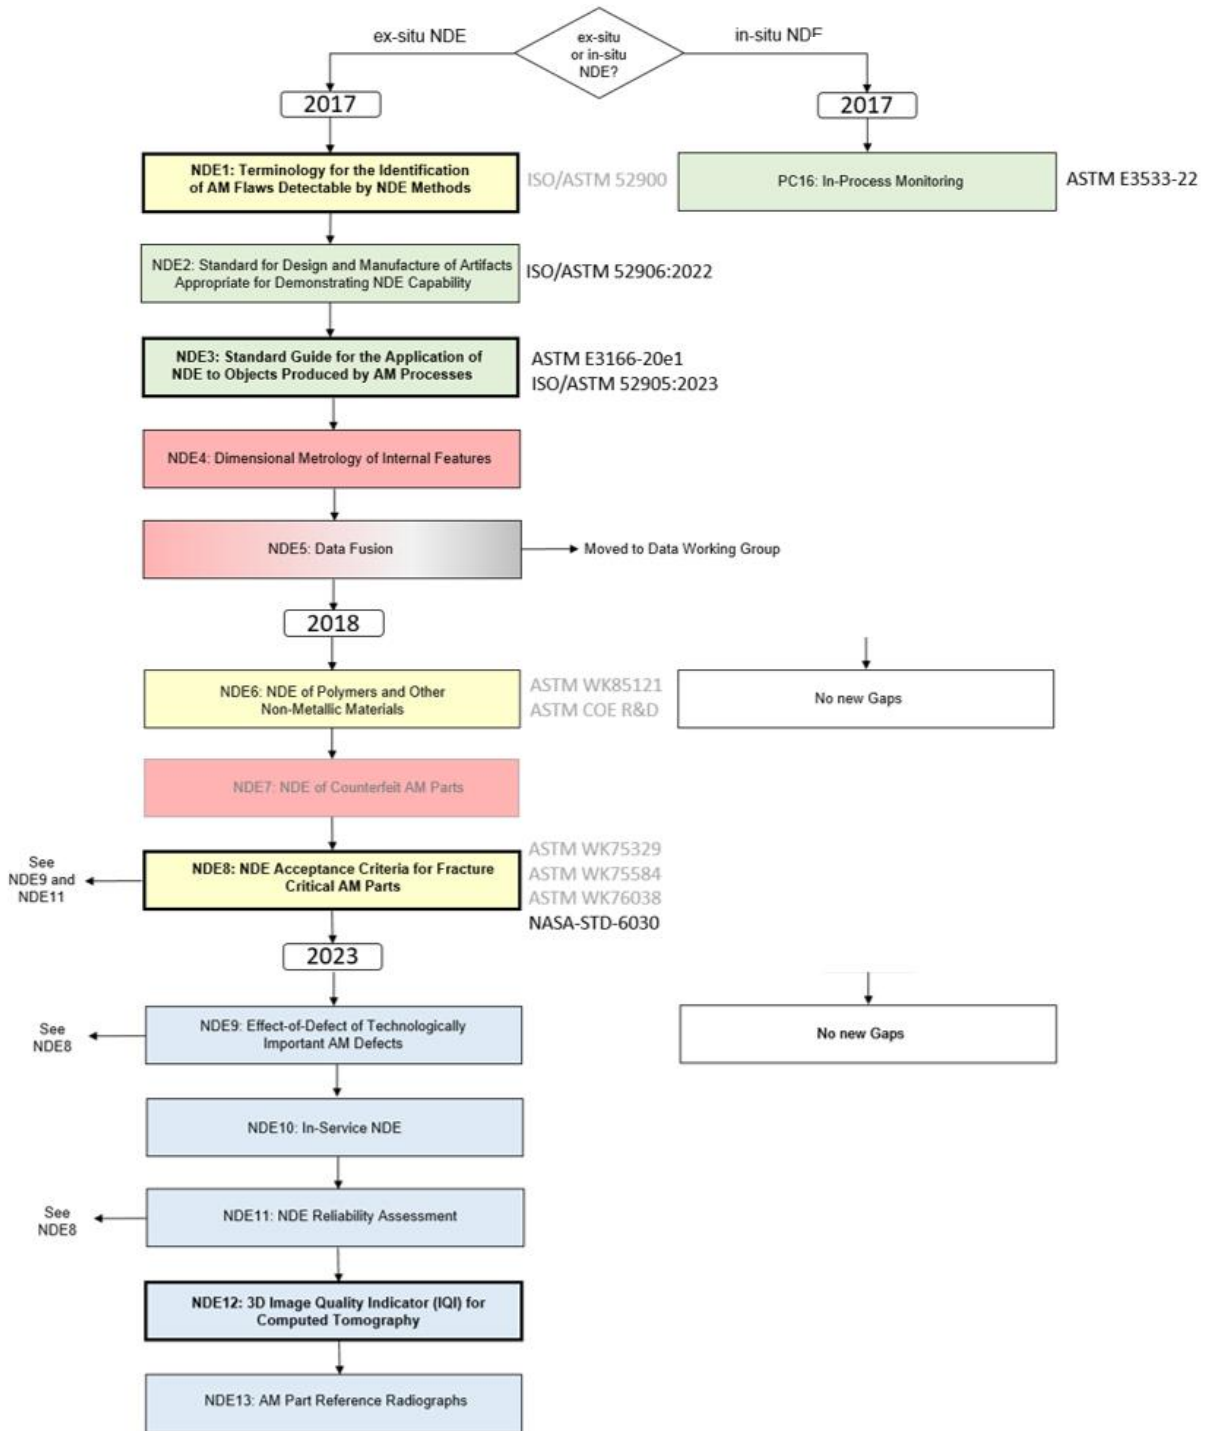 ex-situ NDE
ex-situ
or in-situ
NDE?
in-situ NDF
2017
2017
NDE1: Terminology for the Identification
of AM Flaws Detectable by NDE Methods
ISO/ASTM 52900
PC16: In-Process Monitoring
ASTM E3533-22
NDE2: Standard for Design and Manufacture of Artifacts
Appropriate for Demonstrating NDE Capability
ISO/ASTM 52906:2022
NDE3: Standard Guide for the Application of
NDE to Objects Produced by AM Processes
ASTM E3166-20e1
ISO/ASTM 52905:2023
NDE4: Dimensional Metrology of Internal Features
NDE5: Data Fusion
Moved to Data Working Group
2018
NDE6: NDE of Polymers and Other
Non-Metallic Materials
ASTM WK85121
ASTM COE R&D
No new Gaps
NDE7: NDE of Counterfeit AM Parts
See
NDE9 and
NDE11
NDE8: NDE Acceptance Criteria for Fracture
Critical AM Parts
ASTM WK75329
ASTM WK75584
ASTM WK76038
NASA-STD-6030
2023
See
NDE8
NDE9: Effect-of-Defect of Technologically
Important AM Defects
No new Gaps
NDE10: In-Service NDE
See
NDE8
NDE11: NDE Reliability Assessment
NDE12: 3D Image Quality Indicator (IQI) for
Computed Tomography
NDE13: AM Part Reference Radiographs